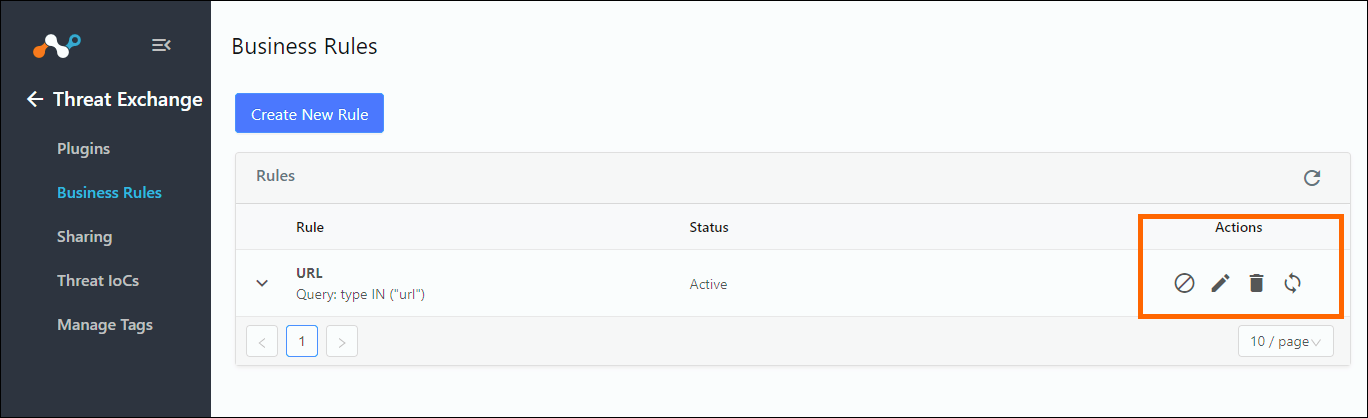 Business Rules
Threat Exchange
Plugins
Business Rules
Sharing
Threat IoCs
Manage Tags
Create New Rule
Rules
Rule Status Actions
URL
Query: type IN ("url")
Active
1
10 / page